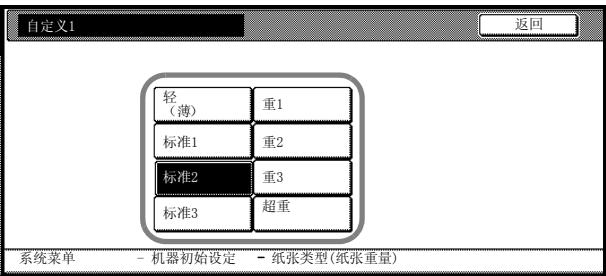 自定义1
返回
轻
（薄）
重1
标准1
重2
标准2
重3
标准3
超重
系统菜单 - 机器初始设定 - 纸张类型(纸张重量)